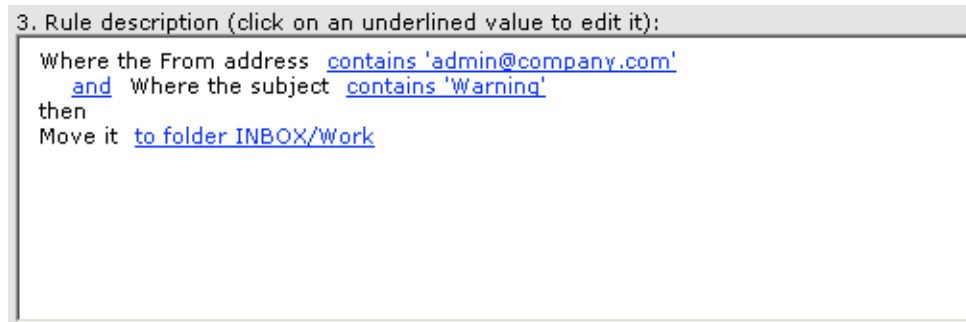 3. Rule description (click on an underlined value to edit it):
Where the From address contains 'admin@company.com'
and Where the subject contains 'Warning'
then
Move it to folder INBOX/Work